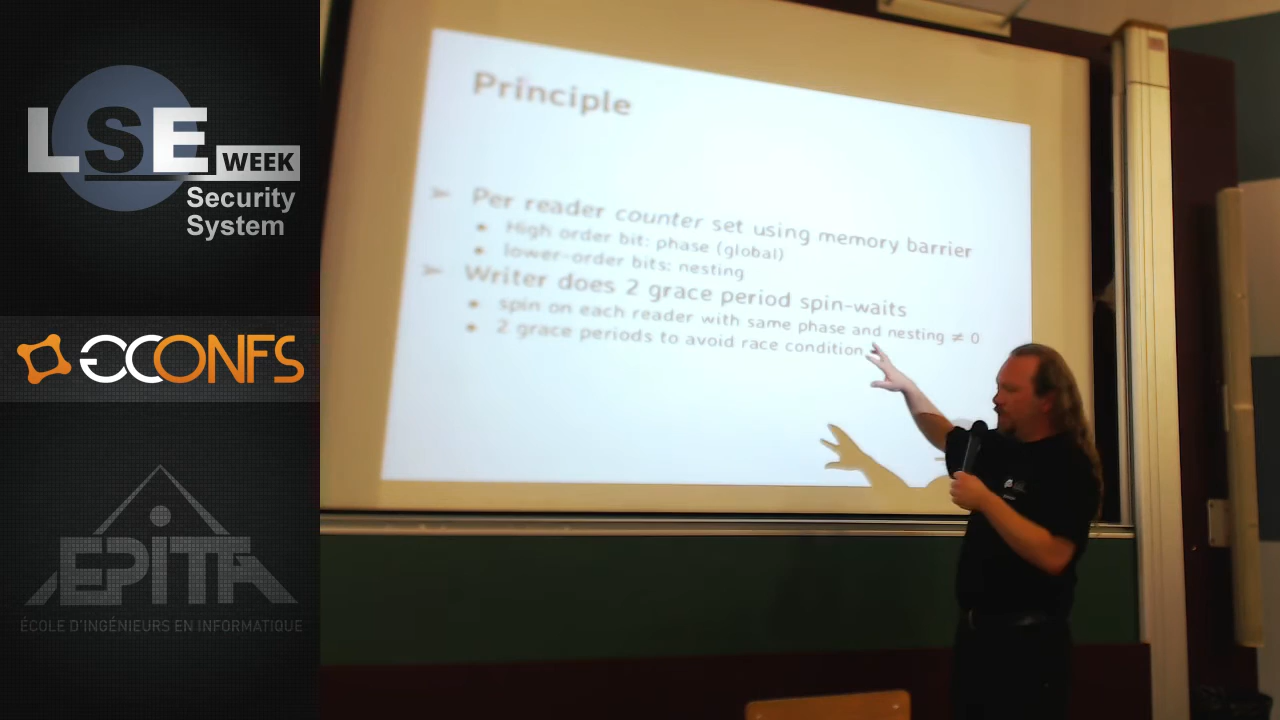 LSE
WEEK
Security
System
GCONFS
EPITA
ÉCOLE D'INGÉNIEURS EN INFORMATIQUE
Principle
Per reader counter set using memory barrier
High order bit: phase (global)
lower-order bits: nesting
Writer does 2 grace period spin-waits
spin on each reader with same phase and nesting ≠ 0
2 grace periods to avoid race condition